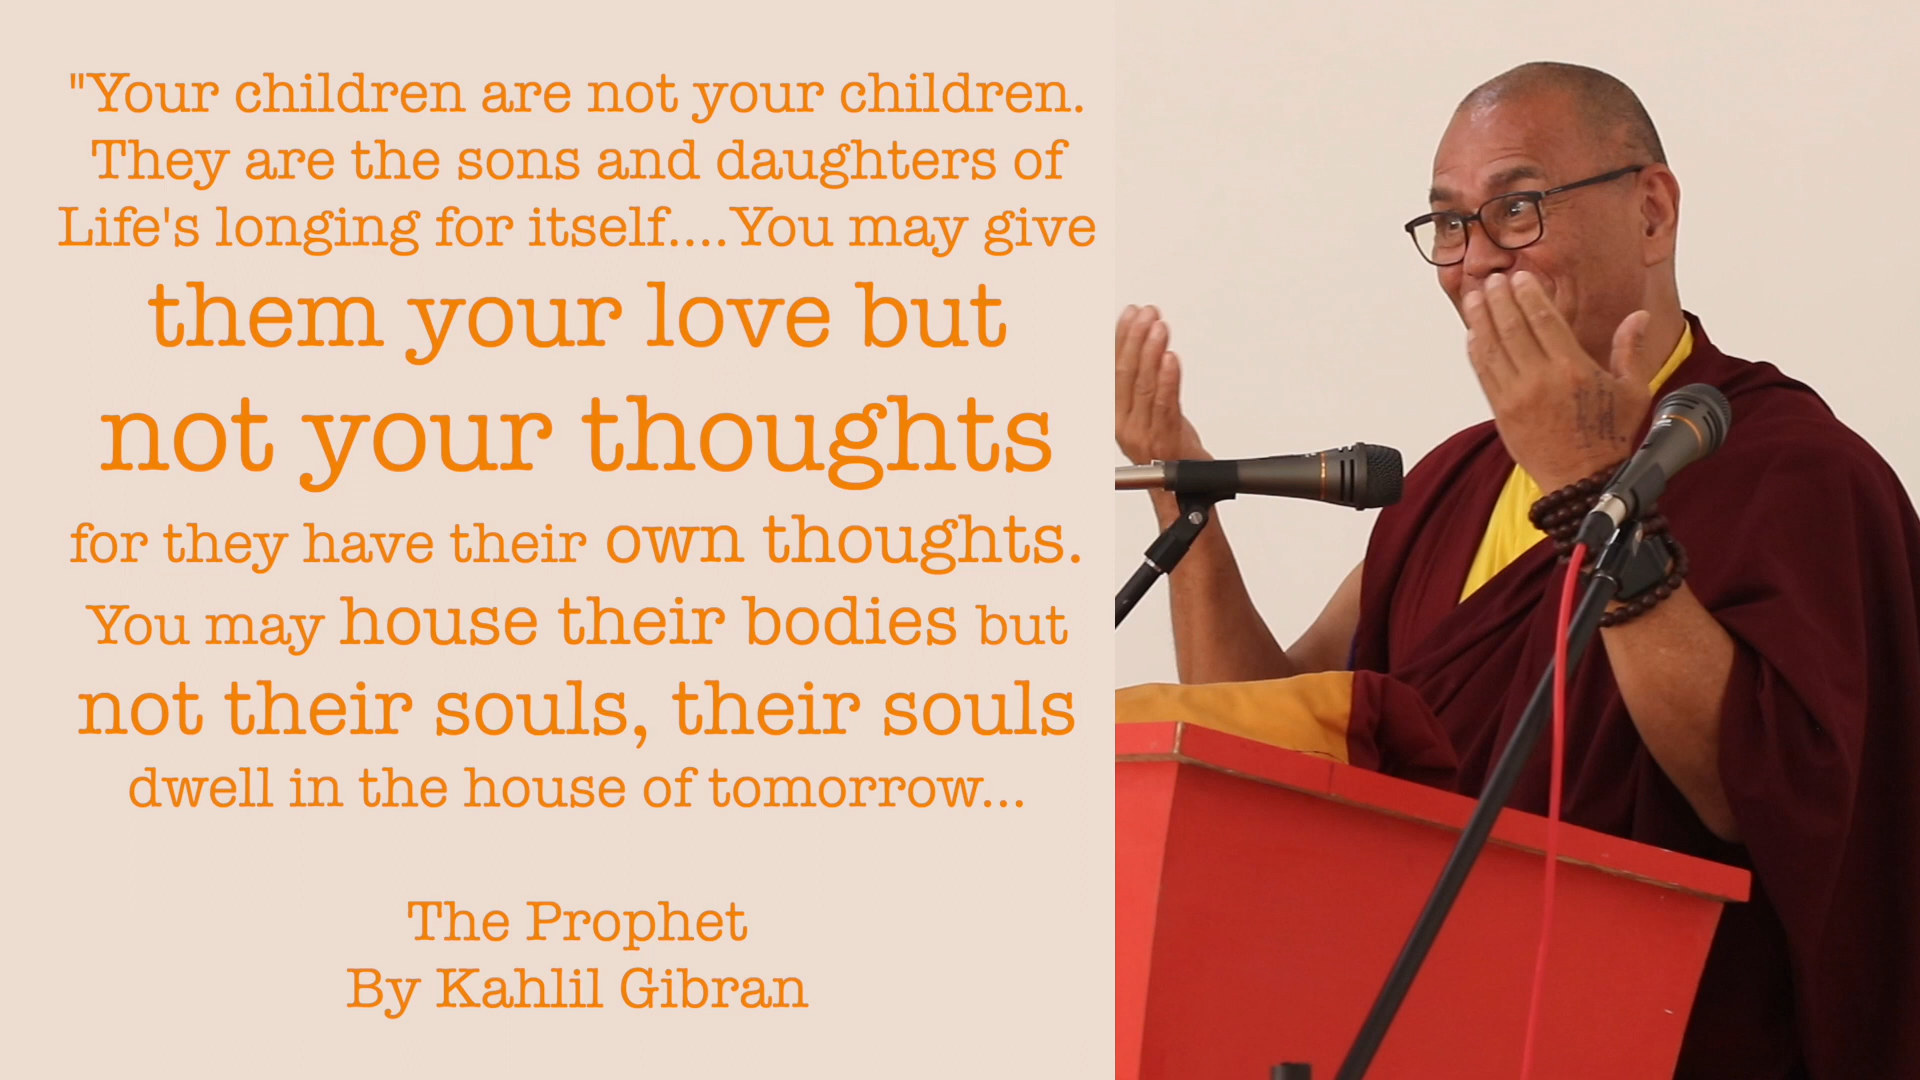 "Your children are not your children.
They are the sons and daughters of
Life's longing for itself....You may give
them your love but
not your thoughts
for they have their own thoughts.
You may house their bodies but
not their souls, their souls
dwell in the house of tomorrow...
The Prophet
By Kahlil Gibran